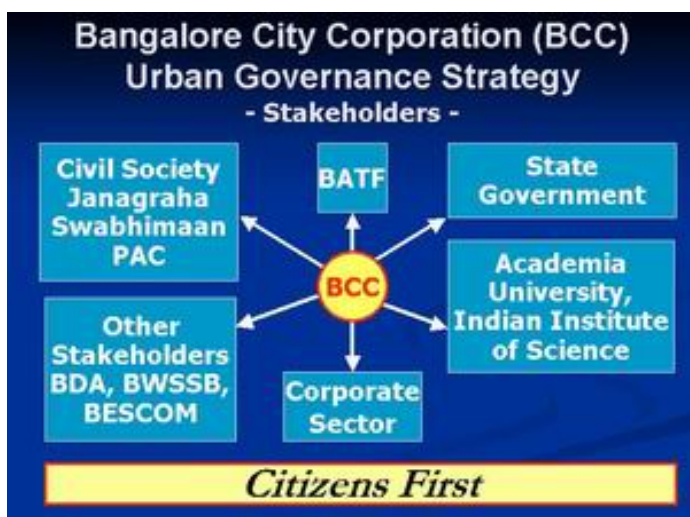 Bangalore City Corporation (BCC)
Urban Governance Strategy
- Stakeholders -
Civil Society
Janagraha
Swabhimaan
PAC
BATF
State
Government
BCC
Other
Stakeholders
BDA, BWSSB,
BESCOM
Corporate
Sector
Academia
University,
Indian Institute
of Science
Citizens First